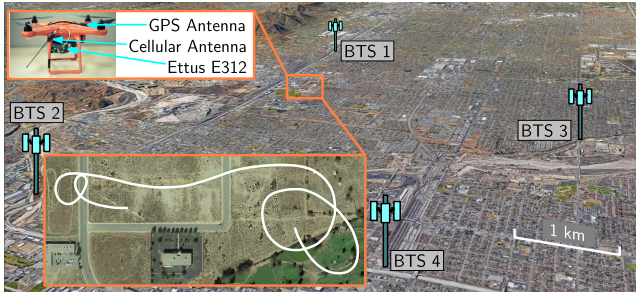 GPS Antenna
Cellular Antenna
Ettus E312
BTS 1
BTS 2
BTS 3
BTS 4
1 km